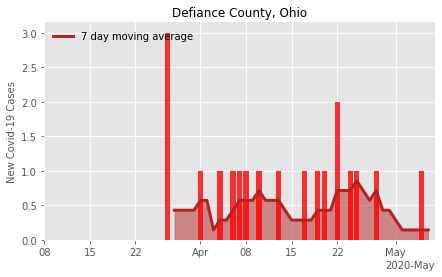 Defiance County, Ohio
7 day moving average
New Covid-19 Cases
3.0
2.5
2.0
1.5
1.0
0.5
0.0
08 15 22 Apr 08 15 22 May
2020-May